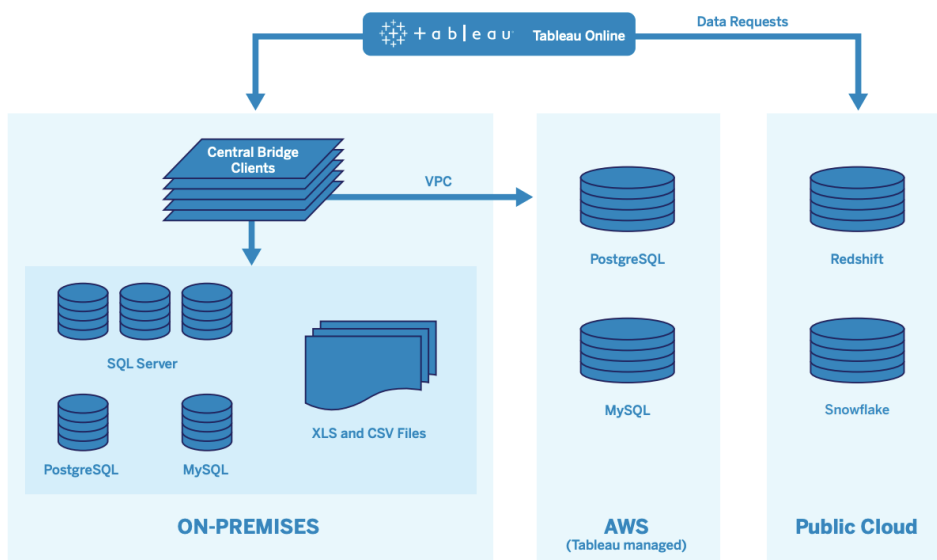 +ableau Tableau Online
Data Requests
Central Bridge
Clients
VPC
SQL Server
PostgreSQL
MySQL
XLS and CSV Files
ON-PREMISES
PostgreSQL
MySQL
AWS
(Tableau managed)
Redshift
Snowflake
Public Cloud